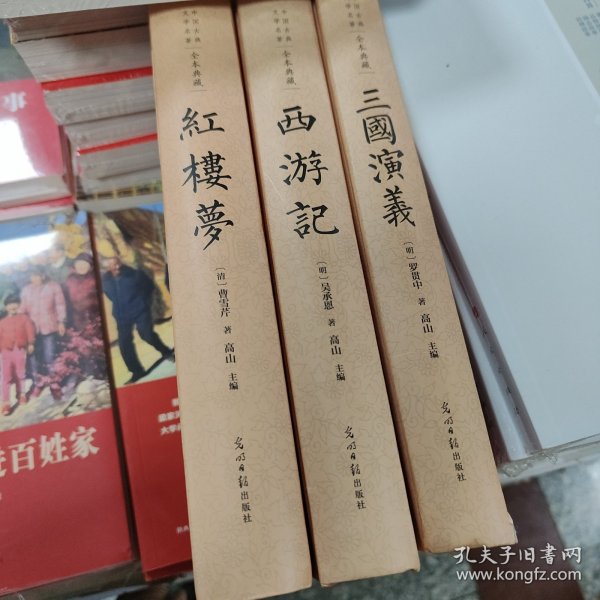 中国古典
文学名著
全本典藏
紅樓夢
〔清〕曹雪芹 著 高山 主编
光明日报出版社
中国古典
文学名著
全本典藏
西游記
〔明〕吴承恩 著 高山 主编
光明日报出版社
中国古典
文学名著
全本典藏
三國演義
〔明〕罗贯中 著 高山 主编
光明日报出版社
事
进百姓家
孔夫子旧书网
www.kongfz.com